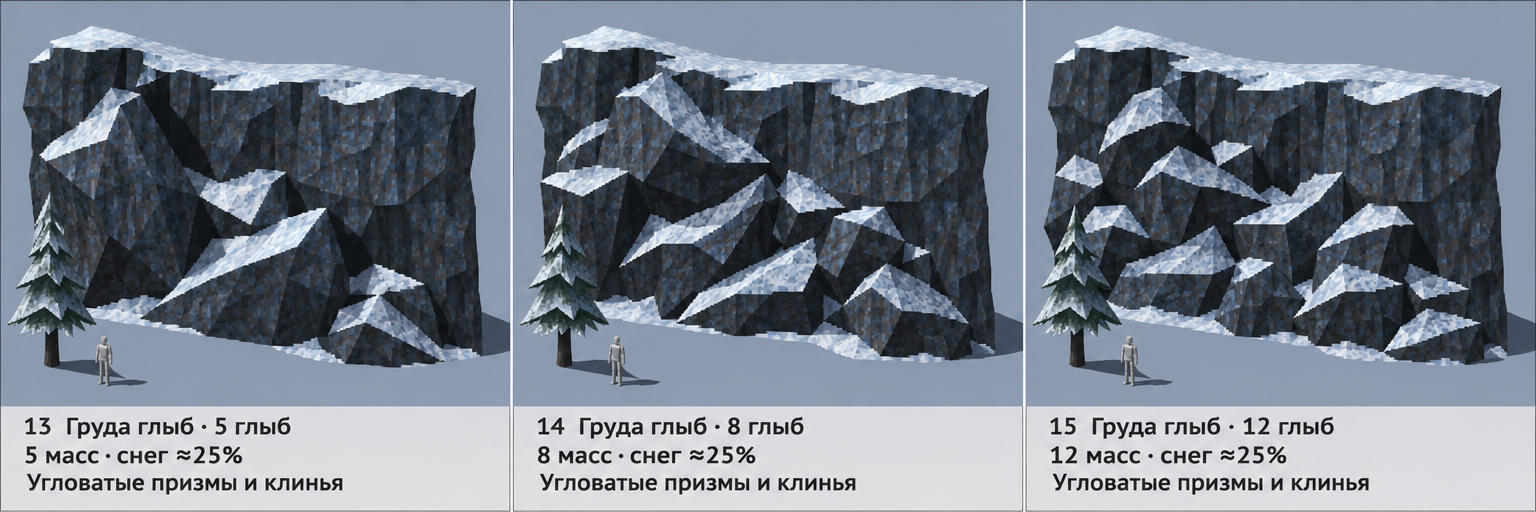 13 Груда глыб · 5 глыб
5 масс · снег ≈25%
Угловатые призмы и клинья
14 Груда глыб · 8 глыб
8 масс · снег ≈25%
Угловатые призмы и клинья
15 Груда глыб · 12 глыб
12 масс · снег ≈25%
Угловатые призмы и клинья